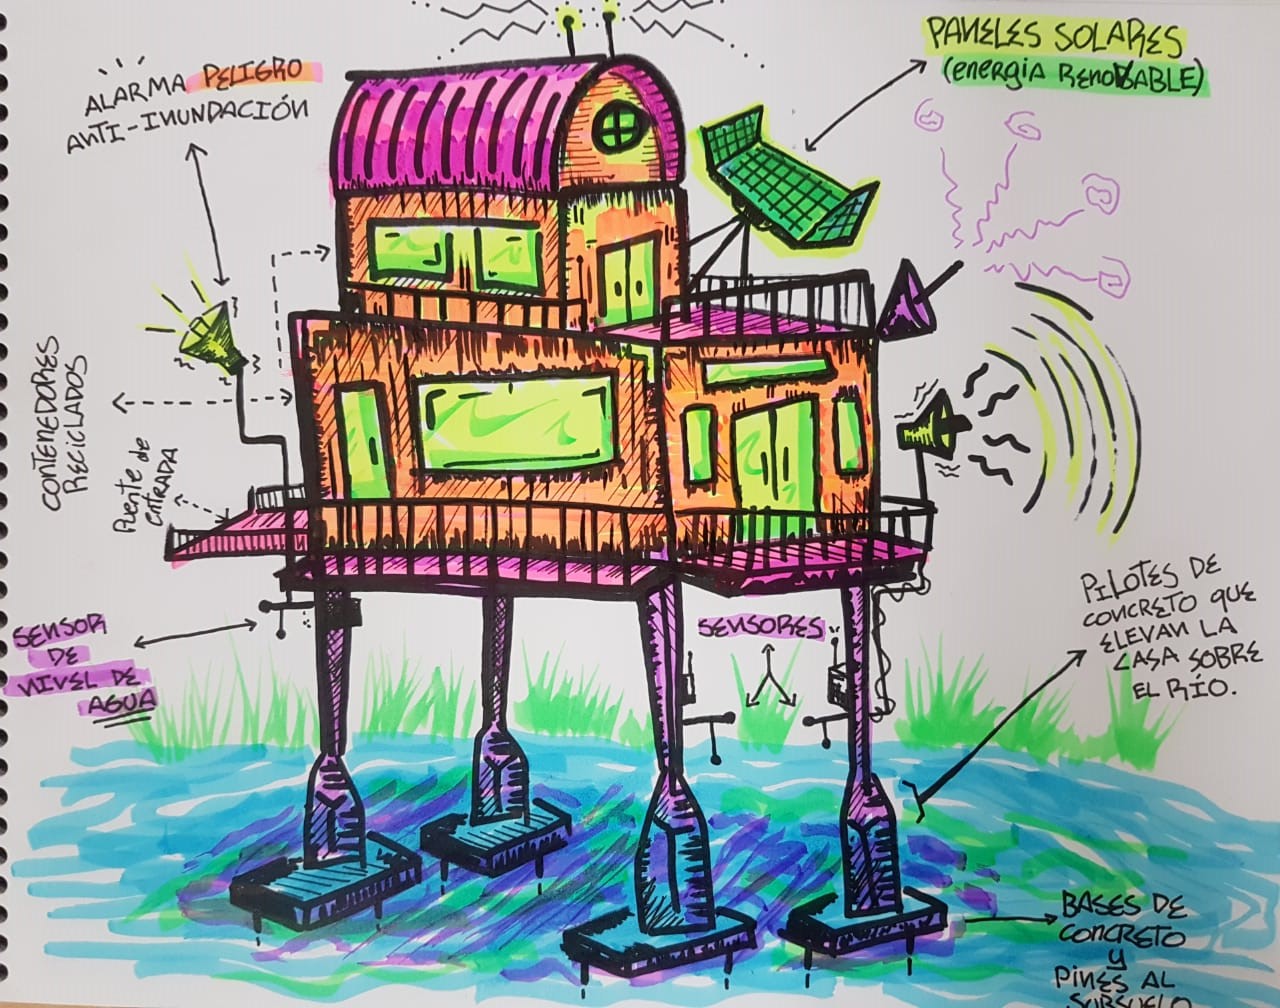 ALARMA PELIGRO
ANTI-INUNDACIÓN
PANELES SOLARES
(ENERGIA RENOVABLE)
CONTENEDORES
RECICLADOS
Puente de
ENTRADA
SENSOR
DE
NIVEL DE
AGUA
SENSORES
PILOTES DE
CONCRETO QUE
ELEVAN LA
CASA SOBRE
EL RÍO.
BASES DE
CONCRETO
y
PINES AL
SUBSUELO